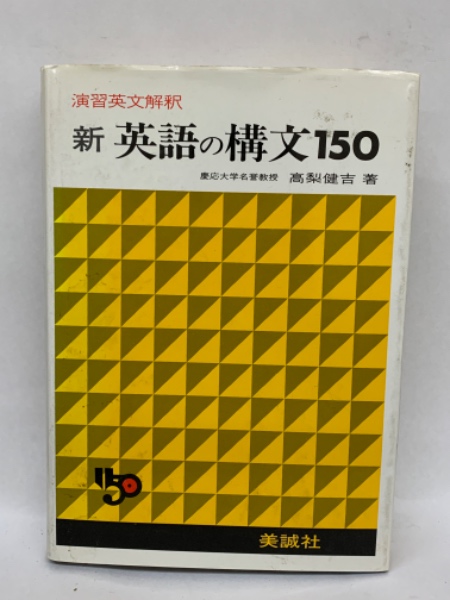 演習英文解釈
新 英語の構文150
慶応大学名誉教授 高梨健吉 著
150
美誠社